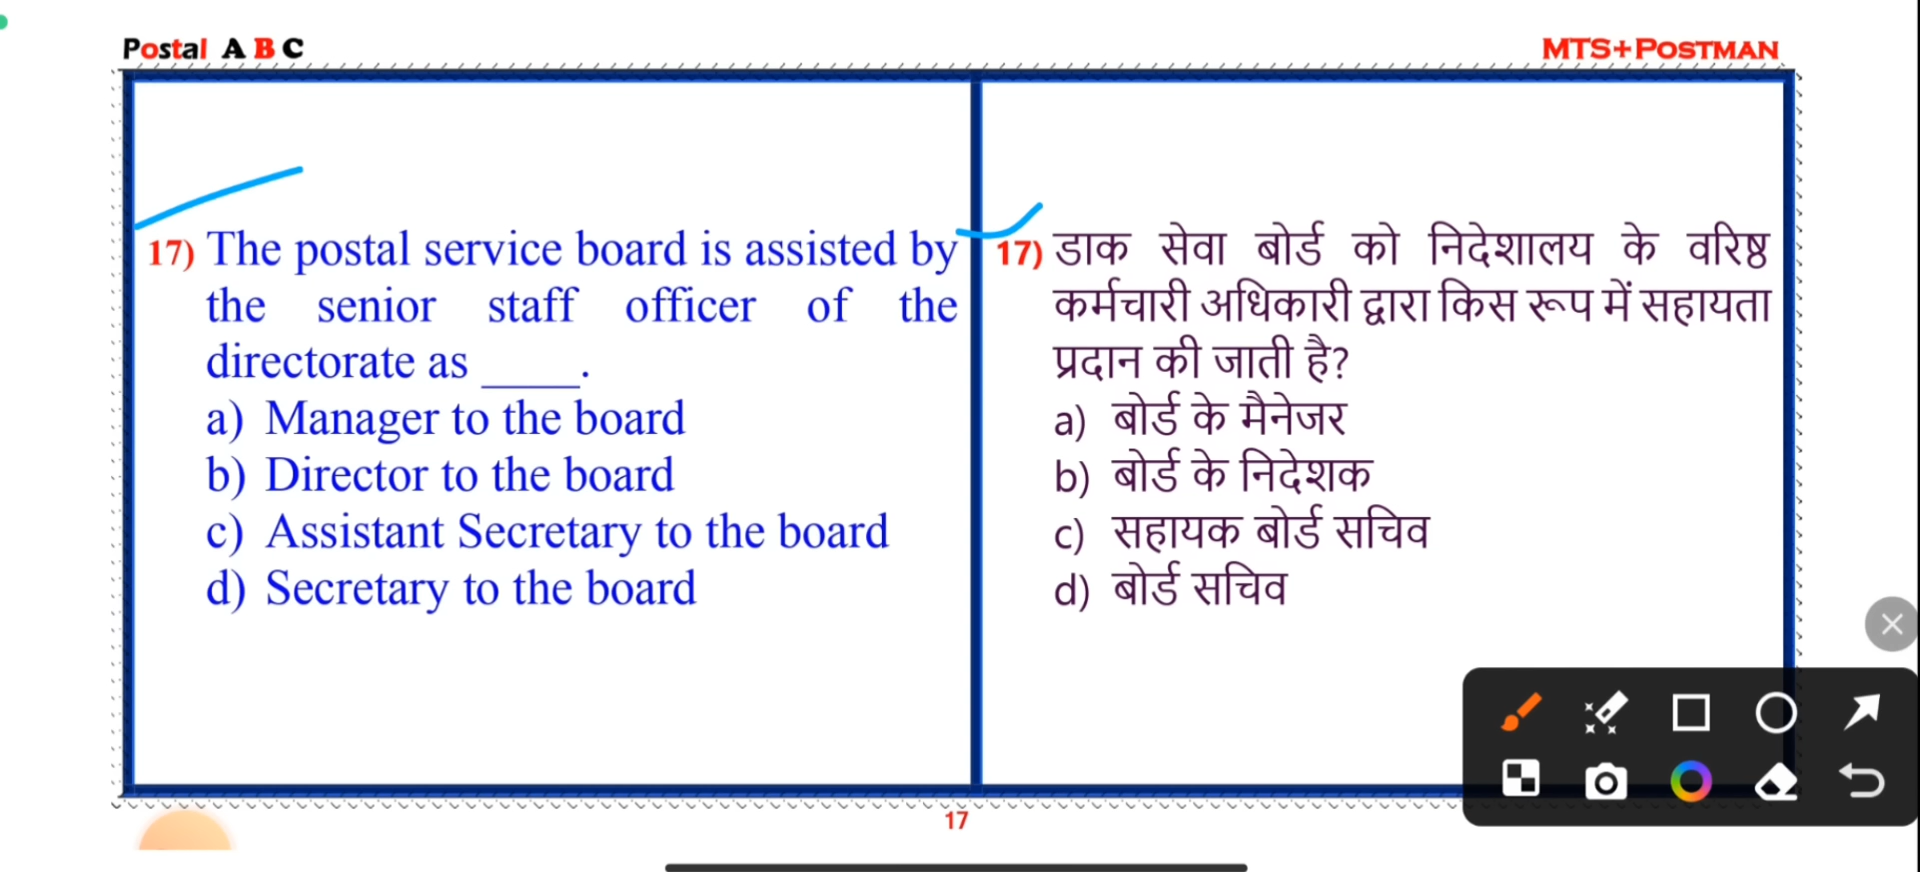 Postal A B C
MTS+POSTMAN
17) The postal service board is assisted by
the senior staff officer of the
directorate as ____.
a) Manager to the board
b) Director to the board
c) Assistant Secretary to the board
d) Secretary to the board
17) डाक सेवा बोर्ड को निदेशालय के वरिष्ठ
कर्मचारी अधिकारी द्वारा किस रूप में सहायता
प्रदान की जाती है?
a) बोर्ड के मैनेजर
b) बोर्ड के निदेशक
c) सहायक बोर्ड सचिव
d) बोर्ड सचिव
17